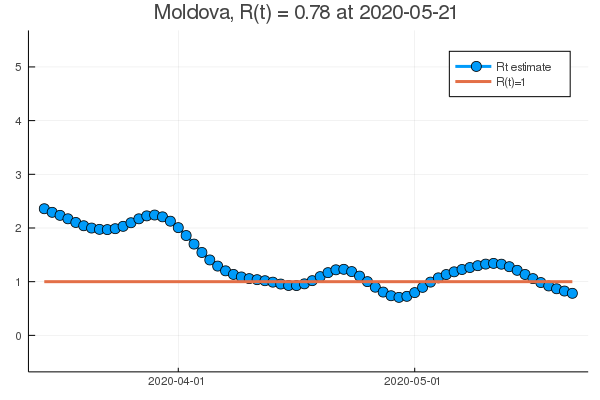 Moldova, R(t) = 0.78 at 2020-05-21
5
4
3
2
1
0
Rt estimate
R(t)=1
2020-04-01
2020-05-01